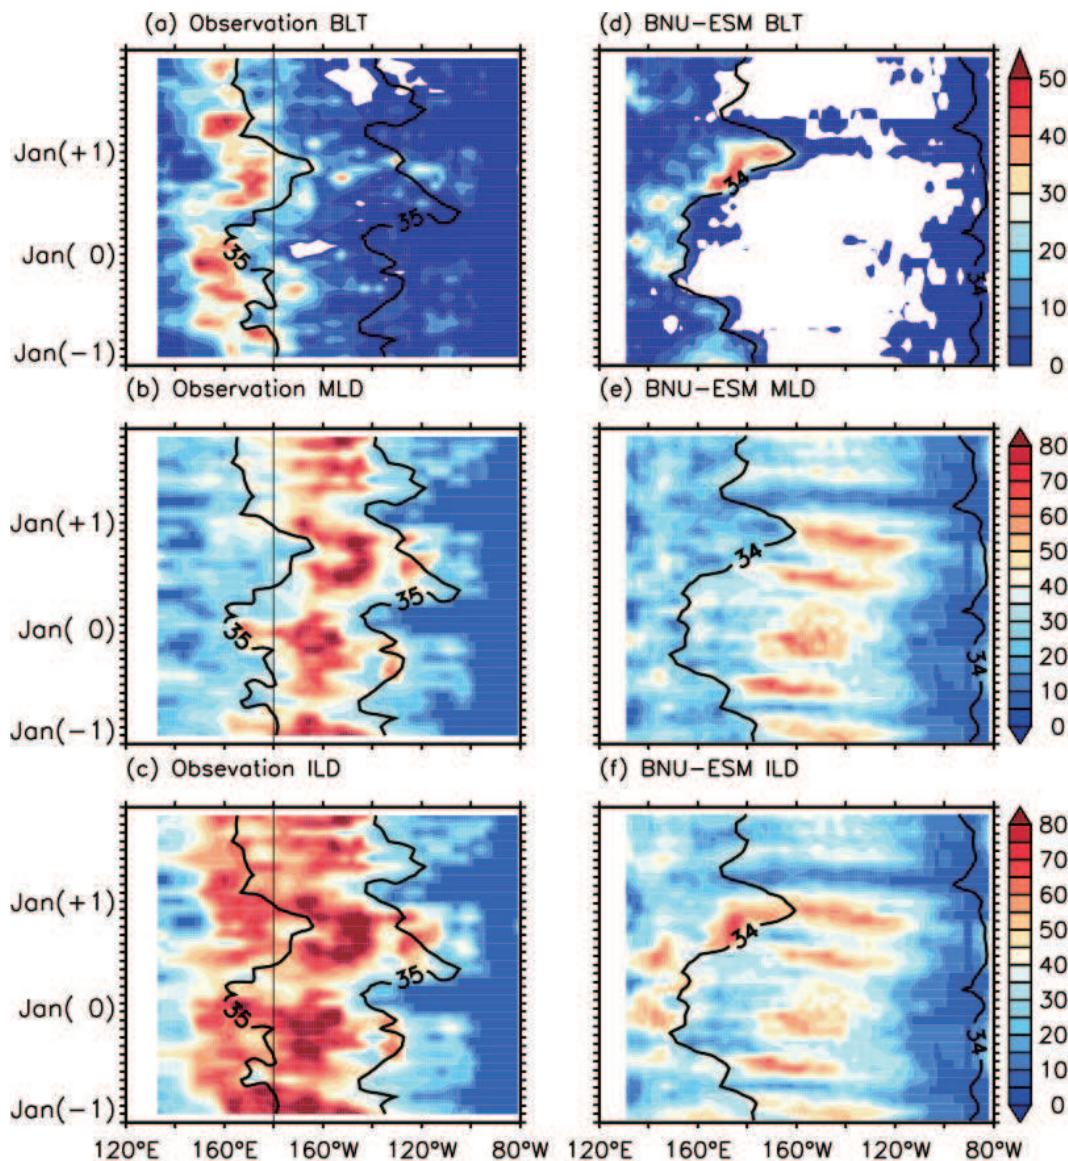 (a) Observation BLT
(d) BNU-ESM BLT
Jan(+1)
Jan( 0)
Jan(-1)
35
35
34
34
50
40
30
20
10
0
(b) Observation MLD
(e) BNU-ESM MLD
Jan(+1)
Jan( 0)
Jan(-1)
35
35
34
34
80
70
60
50
40
30
20
10
0
(c) Obsevation ILD
(f) BNU-ESM ILD
Jan(+1)
Jan( 0)
Jan(-1)
35
35
34
34
80
70
60
50
40
30
20
10
0
120°E 160°E 160°W 120°W 80°W
120°E 160°E 160°W 120°W 80°W